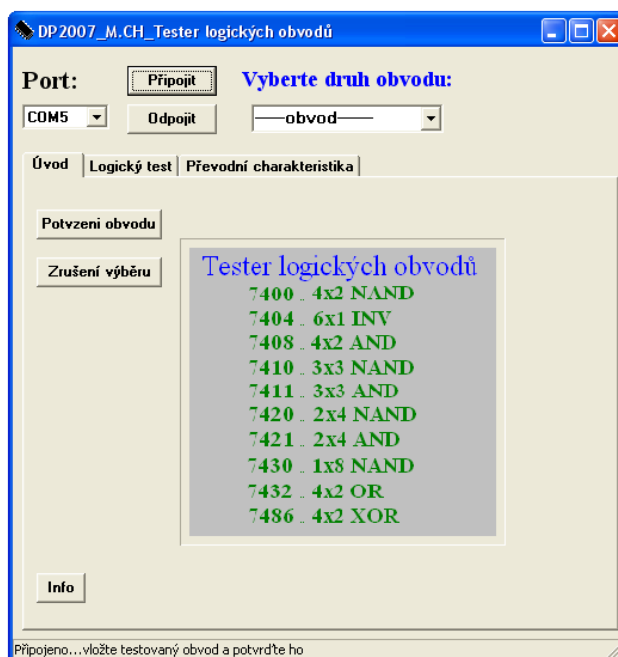 DP2007_M.CH_Tester logických obvodů
Port:
Připojit
Vyberte druh obvodu:
COM5
Odpojit
——obvod——
Úvod
Logický test
Převodní charakteristika
Potvzeni obvodu
Zrušení výběru
Tester logických obvodů
7400 .. 4x2 NAND
7404 .. 6x1 INV
7408 .. 4x2 AND
7410 .. 3x3 NAND
7411 .. 3x3 AND
7420 .. 2x4 NAND
7421 .. 2x4 AND
7430 .. 1x8 NAND
7432 .. 4x2 OR
7486 .. 4x2 XOR
Info
Připojeno...vložte testovaný obvod a potvrďte ho